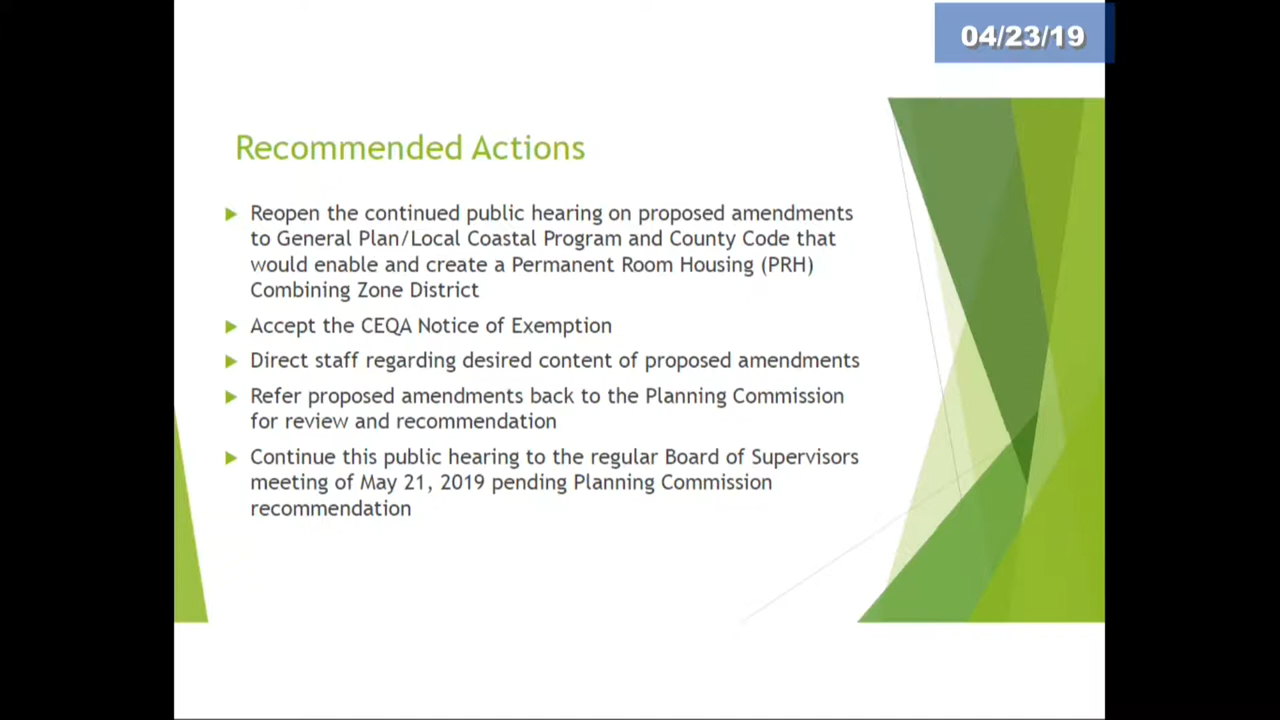 04/23/19
Recommended Actions
Reopen the continued public hearing on proposed amendments
to General Plan/Local Coastal Program and County Code that
would enable and create a Permanent Room Housing (PRH)
Combining Zone District
Accept the CEQA Notice of Exemption
Direct staff regarding desired content of proposed amendments
Refer proposed amendments back to the Planning Commission
for review and recommendation
Continue this public hearing to the regular Board of Supervisors
meeting of May 21, 2019 pending Planning Commission
recommendation